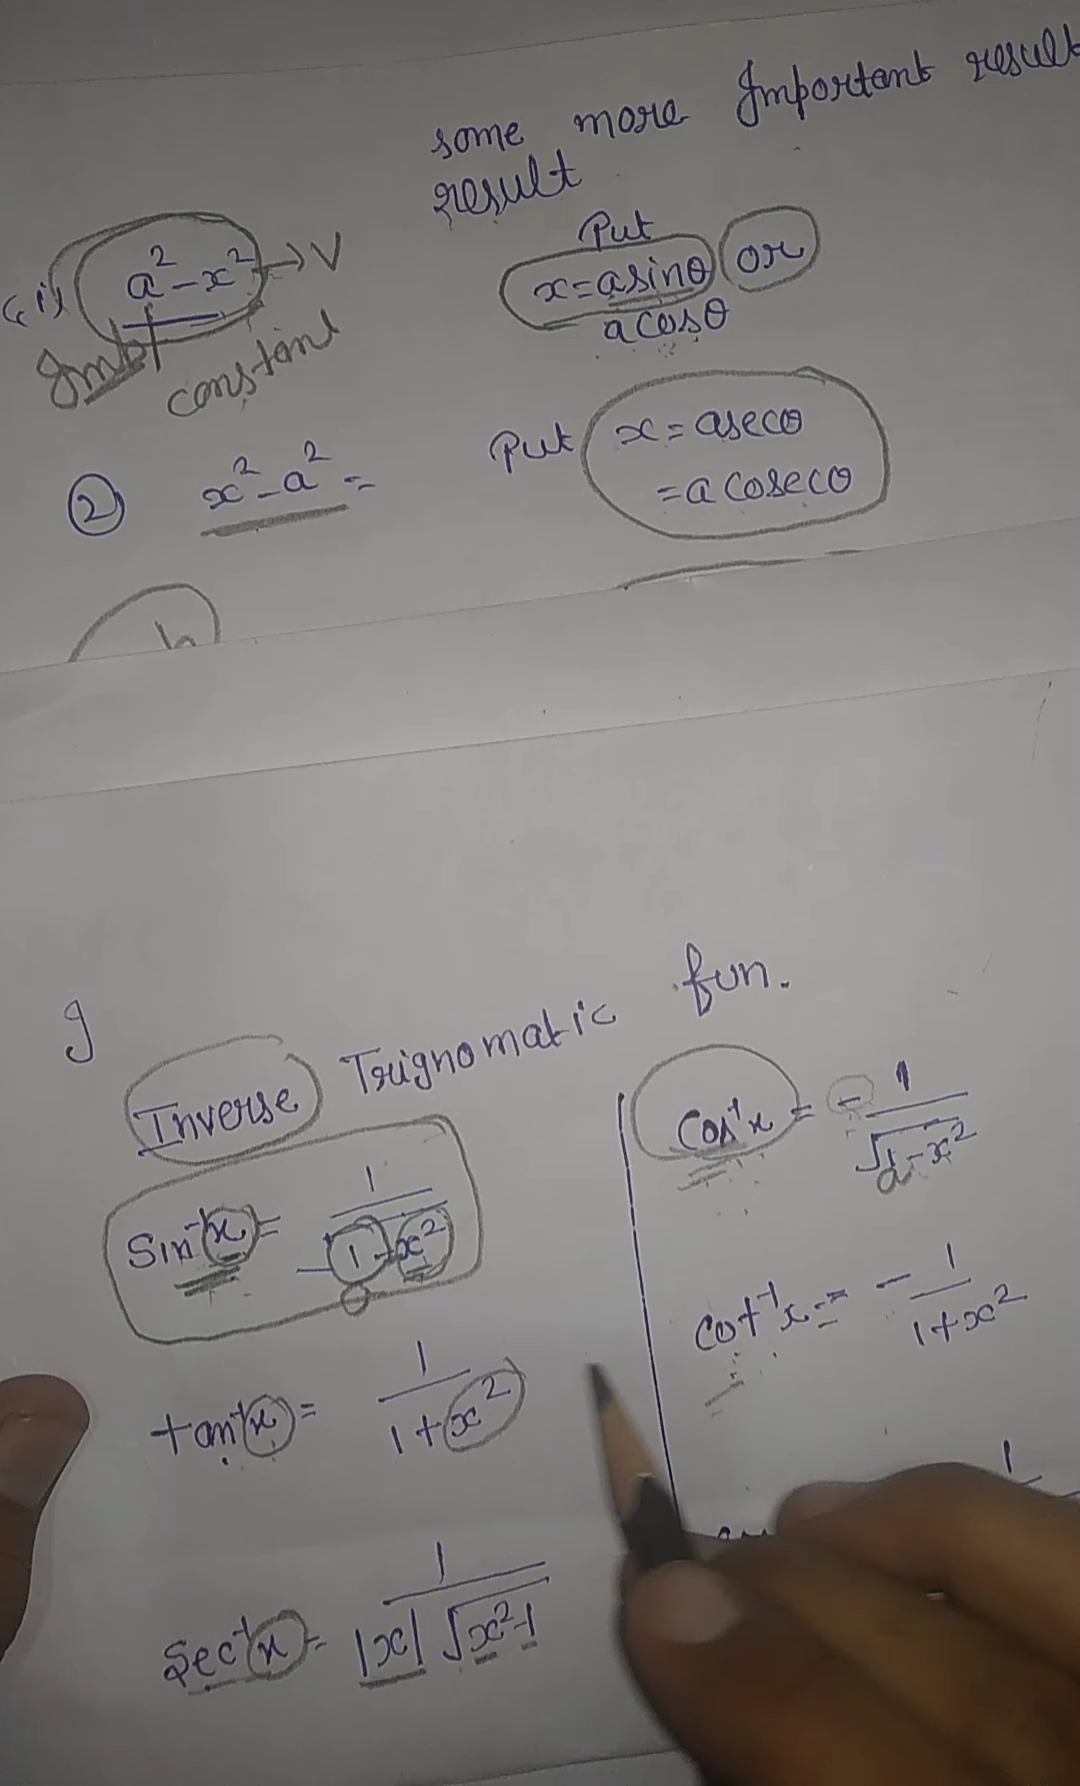 some more Important result
result
(i) a² - x² → V
Impt
constant
Put
x = a sinθ or
a cosθ
② x² - a² =
Put x = a secθ
= a cosecθ
g
Inverse Trignomatic fun.
Sin⁻¹x = 1/(1-x²)
Cos⁻¹x = - 1/√(1-x²)
tan⁻¹x = 1/(1+x²)
cot⁻¹x = - 1/(1+x²)
Sec⁻¹x = 1/(|x| √(x²-1))
1